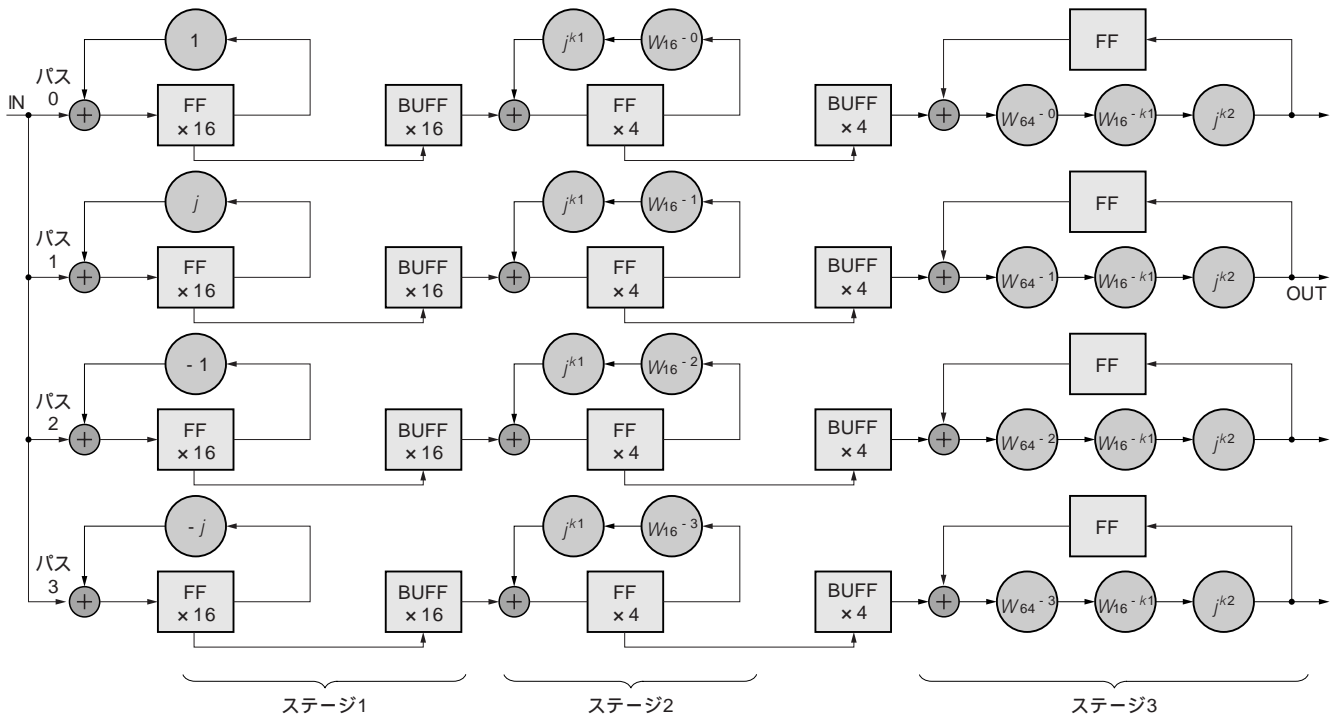 IN
パス
0
1
FF
×16
BUFF
×16
j^k1
W16^-0
FF
×4
BUFF
×4
FF
W64^-0
W16^-k1
j^k2
パス
1
j
FF
×16
BUFF
×16
j^k1
W16^-1
FF
×4
BUFF
×4
FF
W64^-1
W16^-k1
j^k2
OUT
パス
2
-1
FF
×16
BUFF
×16
j^k1
W16^-2
FF
×4
BUFF
×4
FF
W64^-2
W16^-k1
j^k2
パス
3
-j
FF
×16
BUFF
×16
j^k1
W16^-3
FF
×4
BUFF
×4
FF
W64^-3
W16^-k1
j^k2
ステージ1
ステージ2
ステージ3